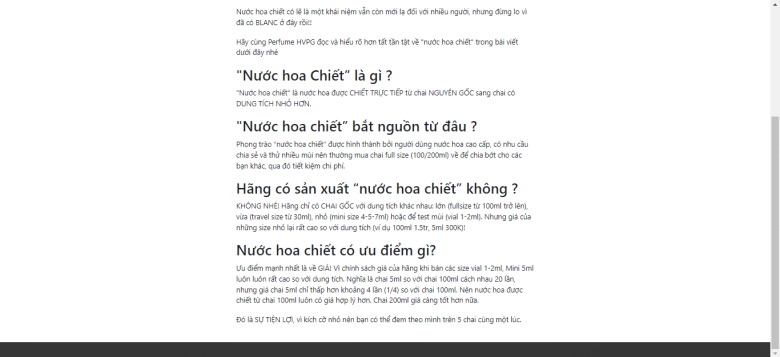 Nước hoa chiết có lẽ là một khái niệm vẫn còn mới lạ đối với nhiều người, nhưng đừng lo vì
đã có BLANC ở đây rồi!!
Hãy cùng Perfume HVPG đọc và hiểu rõ hơn tất tần tật về "nước hoa chiết" trong bài viết
dưới đây nhé
"Nước hoa Chiết” là gì ?
"Nước hoa chiết" là nước hoa được CHIẾT TRỰC TIẾP từ chai NGUYÊN GỐC sang chai có
DUNG TÍCH NHỎ HƠN.
"Nước hoa chiết” bắt nguồn từ đâu ?
Phong trào "nước hoa chiết” được hình thành bởi người dùng nước hoa cao cấp, có nhu cầu
chia sẻ và thử nhiều mùi nên thường mua chai full size (100/200ml) về để chia bớt cho các
bạn khác, qua đó tiết kiệm chi phí.
Hãng có sản xuất “nước hoa chiết” không ?
KHÔNG NHÉ! Hãng chỉ có CHAI GỐC với dung tích khác nhau: lớn (fullsize từ 100ml trở lên),
vừa (travel size từ 30ml), nhỏ (mini size 4-5-7ml) hoặc để test mùi (vial 1-2ml). Nhưng giá của
những size nhỏ lại rất cao so với dung tích (ví dụ 100ml 1.5tr, 5ml 300K)!
Nước hoa chiết có ưu điểm gì?
Ưu điểm mạnh nhất là về GIÁ! Vì chính sách giá của hãng khi bán các size vial 1-2ml, Mini 5ml
luôn luôn rất cao so với dung tích. Nghĩa là chai 5ml so với chai 100ml cách nhau 20 lần,
nhưng giá chai 5ml chỉ thấp hơn khoảng 4 lần (1/4) so với chai 100ml. Nên nước hoa được
chiết từ chai 100ml luôn có giá hợp lý hơn. Chai 200ml giá càng tốt hơn nữa.
Đó là SỰ TIỆN LỢI, vì kích cỡ nhỏ nên bạn có thể đem theo mình trên 5 chai cùng một lúc.